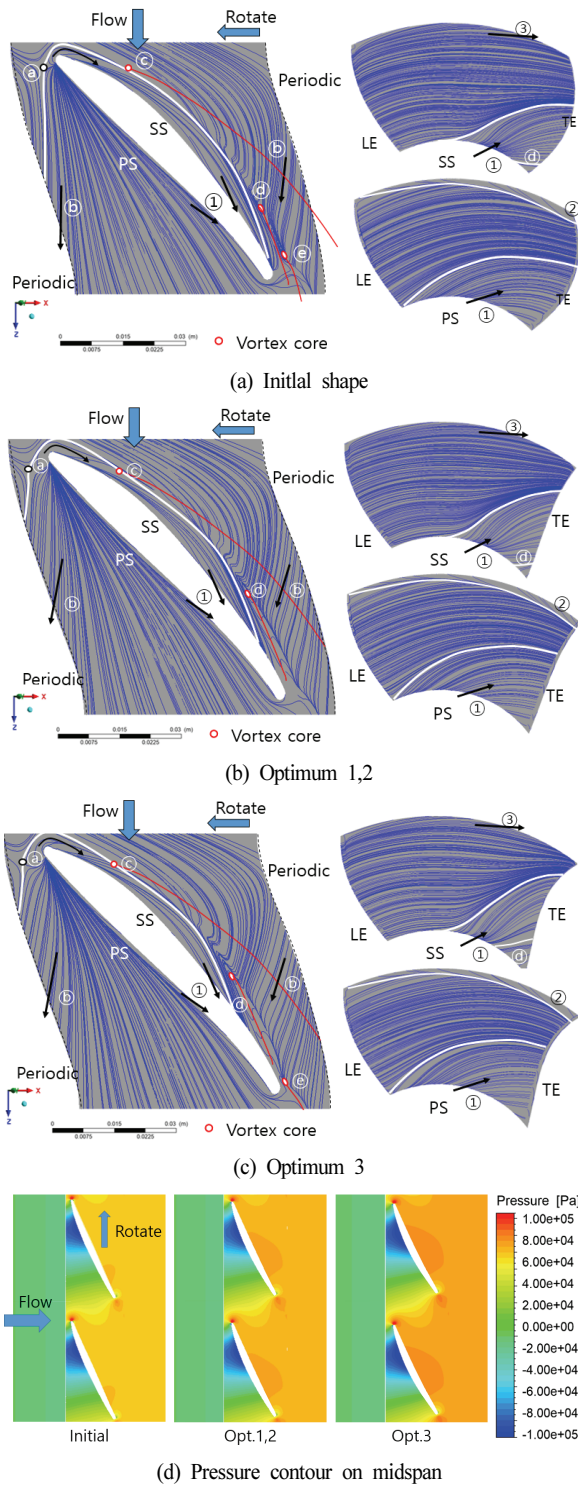 Flow
Rotate
ⓐ
ⓒ
Periodic
SS
PS
ⓑ
ⓑ
①
ⓓ
ⓔ
Periodic
X
Z
0 0.015 0.03 (m)
0.0075 0.0225
Vortex core
③
LE
TE
SS
①
ⓓ
②
LE
TE
PS
①
(a) Initlal shape
Flow
Rotate
ⓐ
ⓒ
Periodic
SS
PS
ⓑ
ⓑ
①
ⓓ
Periodic
X
Z
0 0.015 0.03 (m)
0.0075 0.0225
Vortex core
③
LE
TE
SS
①
ⓓ
②
LE
TE
PS
①
(b) Optimum 1,2
Flow
Rotate
ⓐ
ⓒ
Periodic
SS
PS
ⓑ
ⓑ
①
ⓓ
ⓔ
Periodic
X
Z
0 0.015 0.03 (m)
0.0075 0.0225
Vortex core
③
LE
TE
SS
①
ⓓ
②
LE
TE
PS
①
(c) Optimum 3
Rotate
Flow
Initial
Opt.1,2
Opt.3
Pressure [Pa]
1.00e+05
8.00e+04
6.00e+04
4.00e+04
2.00e+04
0.00e+00
-2.00e+04
-4.00e+04
-6.00e+04
-8.00e+04
-1.00e+05
(d) Pressure contour on midspan